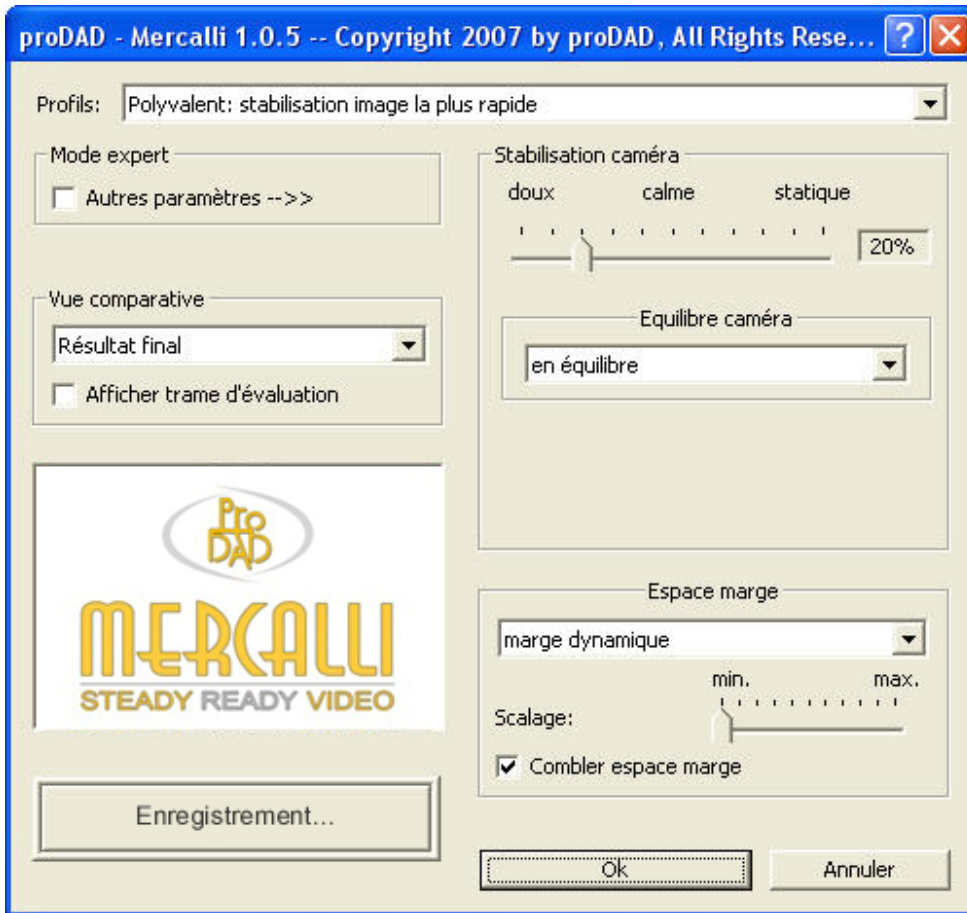 proDAD - Mercalli 1.0.5 -- Copyright 2007 by proDAD, All Rights Rese...
Profils: Polyvalent: stabilisation image la plus rapide
Mode expert
Autres paramètres -->>
Vue comparative
Résultat final
Afficher trame d'évaluation
ProDAD
MERCALLI
STEADY READY VIDEO
Enregistrement...
Stabilisation caméra
doux calme statique
20%
Equilibre caméra
en équilibre
Espace marge
marge dynamique
min. max.
Scalage:
Combler espace marge
Ok Annuler